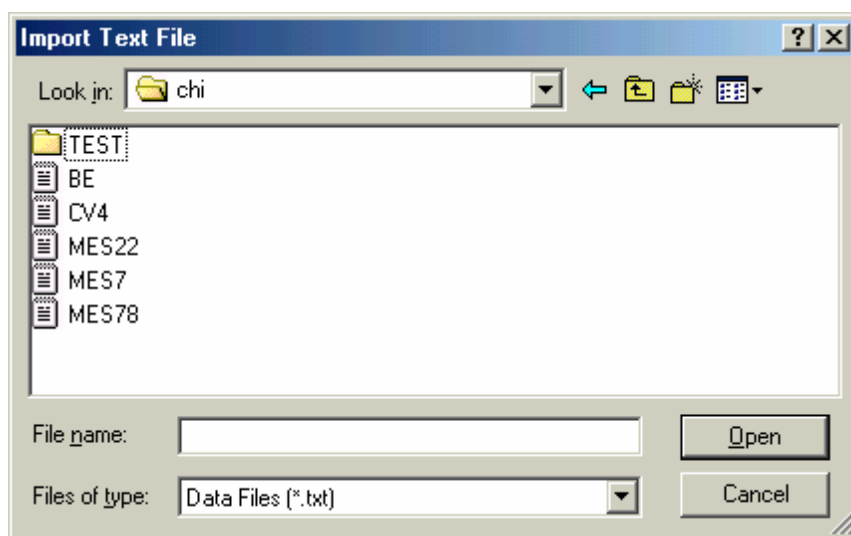 Import Text File
Look in: chi
TEST
BE
CV4
MES22
MES7
MES78
File name: Open
Files of type: Data Files (*.txt) Cancel